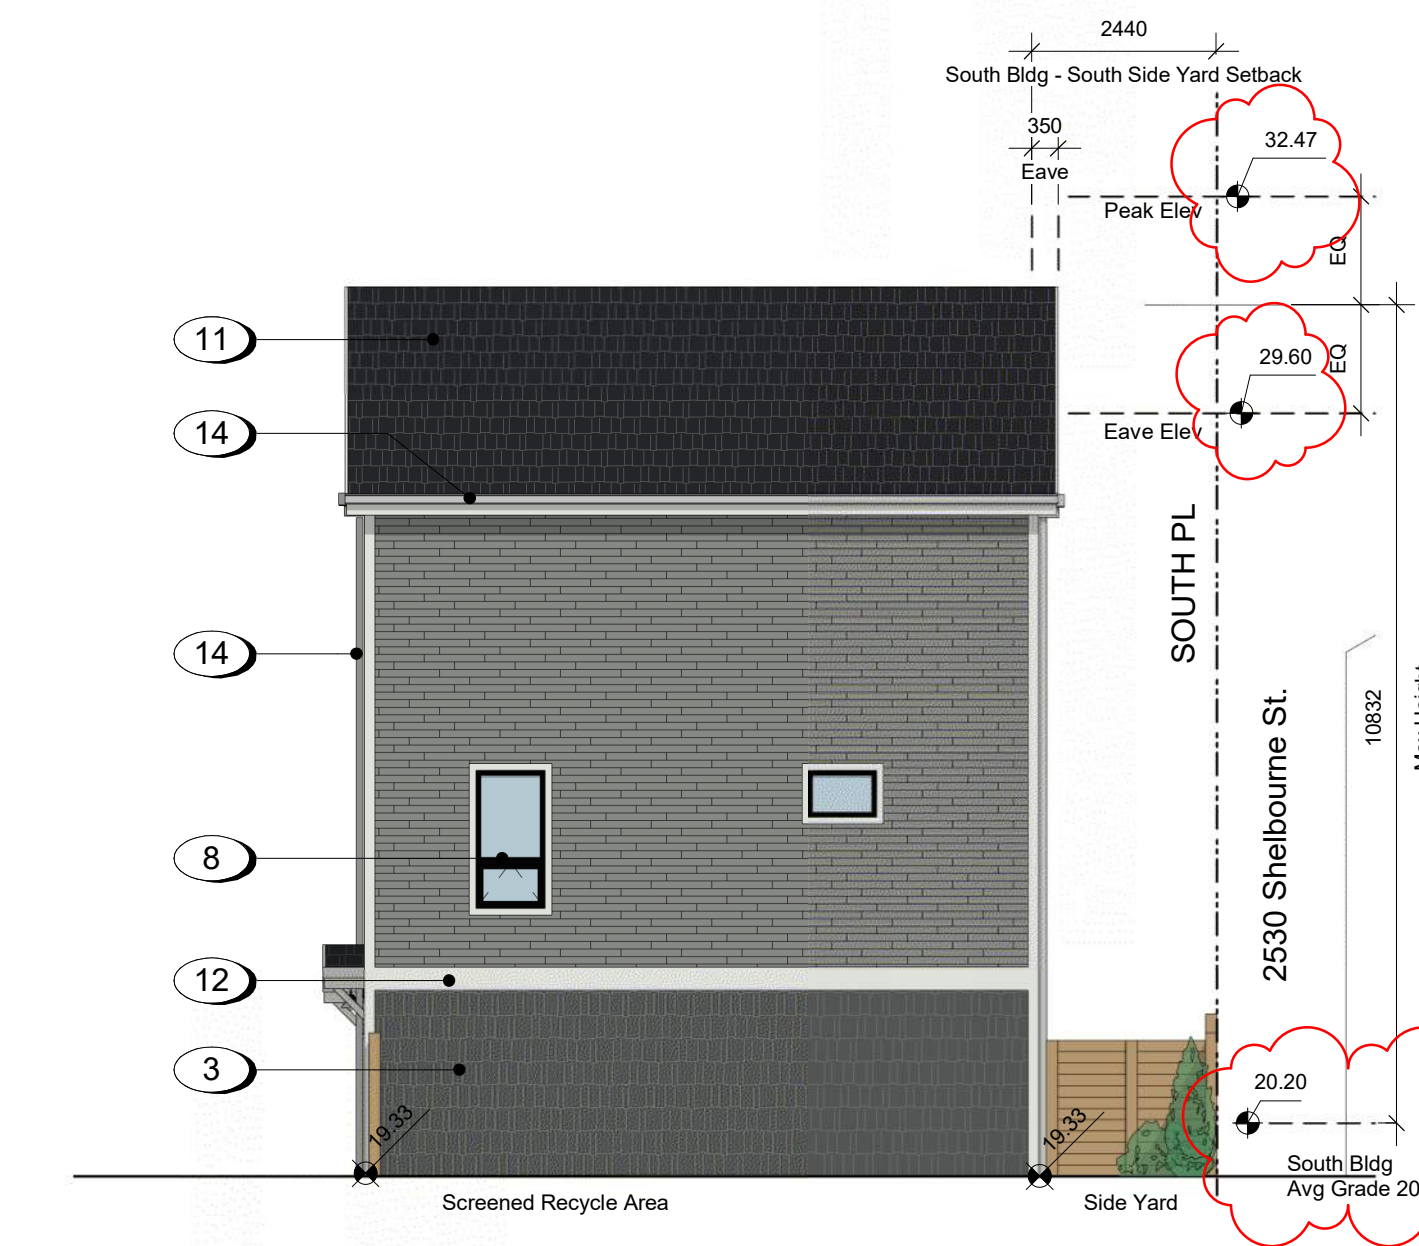 2440
South Bldg - South Side Yard Setback
350
Eave
32.47
Peak Elev
EQ
11
29.60
EQ
14
Eave Elev
SOUTH PL
14
2530 Shelbourne St.
10832
8
12
3
19.33
19.33
20.20
South Bldg
Avg Grade 20
Screened Recycle Area
Side Yard